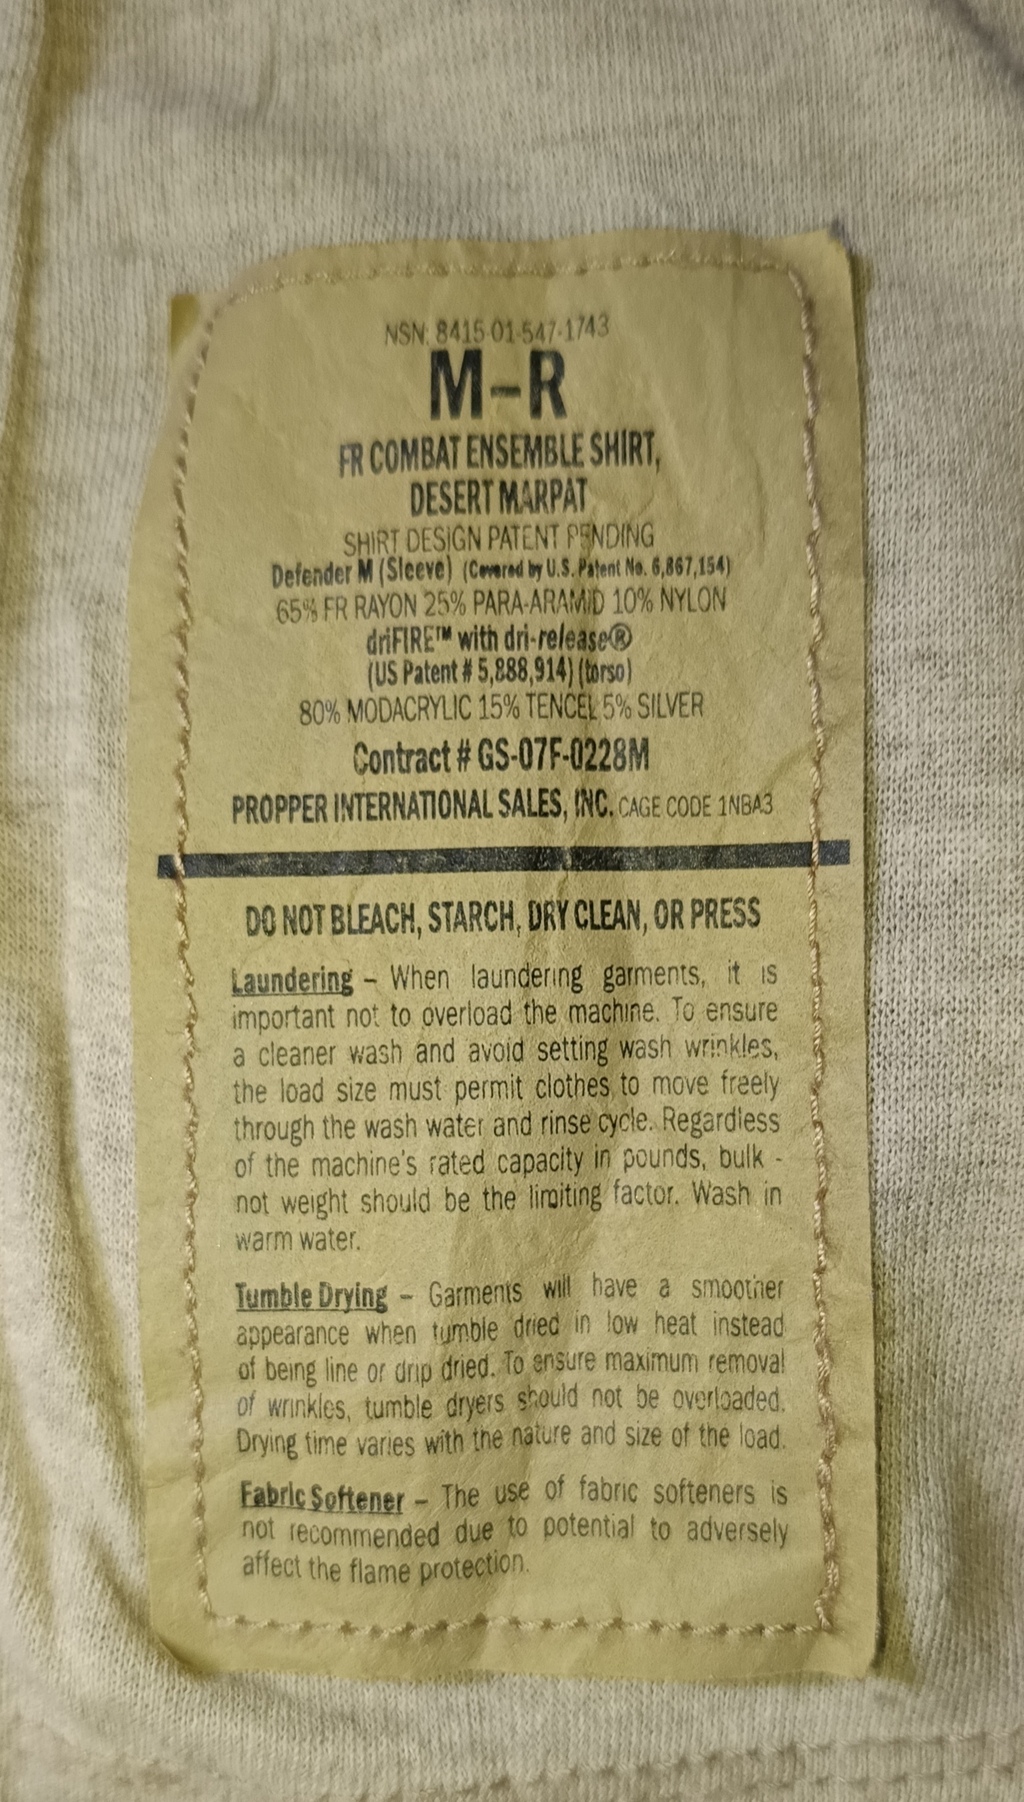 NSN: 8415-01-547-1743
M-R
FR COMBAT ENSEMBLE SHIRT,
DESERT MARPAT
SHIRT DESIGN PATENT PENDING
Defender M (Sleeve) (Covered by U.S. Patent No. 6,867,154)
65% FR RAYON 25% PARA-ARAMID 10% NYLON
driFIRE™ with dri-release®
(US Patent # 5,888,914) (torso)
80% MODACRYLIC 15% TENCEL 5% SILVER
Contract # GS-07F-0228M
PROPPER INTERNATIONAL SALES, INC. CAGE CODE 1NBA3
DO NOT BLEACH, STARCH, DRY CLEAN, OR PRESS
Laundering – When laundering garments, it is
important not to overload the machine. To ensure
a cleaner wash and avoid setting wash wrinkles,
the load size must permit clothes to move freely
through the wash water and rinse cycle. Regardless
of the machine's rated capacity in pounds, bulk -
not weight should be the limiting factor. Wash in
warm water.
Tumble Drying – Garments will have a smoother
appearance when tumble dried in low heat instead
of being line or drip dried. To ensure maximum removal
of wrinkles, tumble dryers should not be overloaded.
Drying time varies with the nature and size of the load.
Fabric Softener – The use of fabric softeners is
not recommended due to potential to adversely
affect the flame protection.